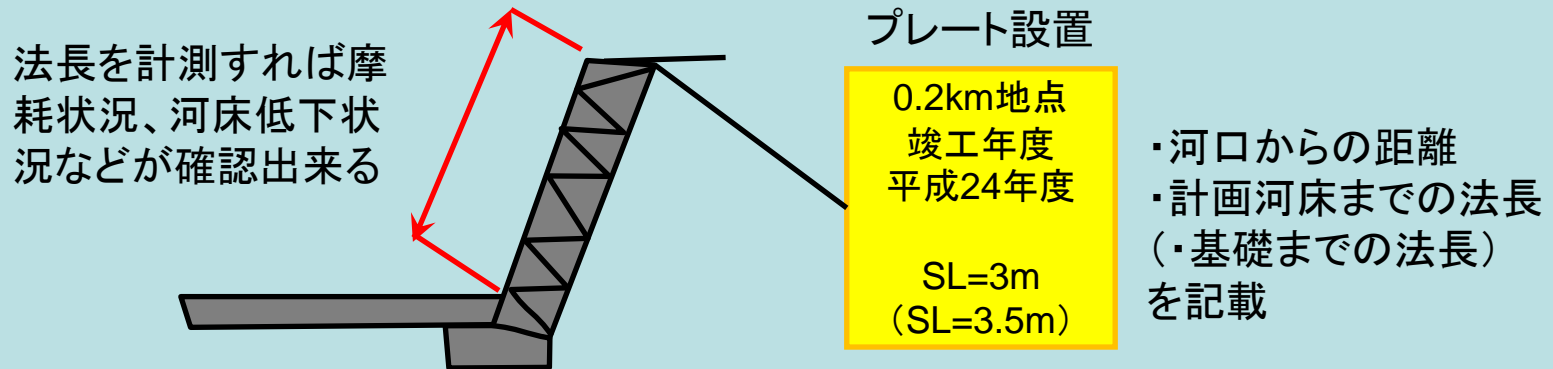 法長を計測すれば摩
耗状況、河床低下状
況などが確認出来る
プレート設置
0.2km地点
竣工年度
平成24年度
SL=3m
（SL=3.5m）
・河口からの距離
・計画河床までの法長
（・基礎までの法長）
を記載